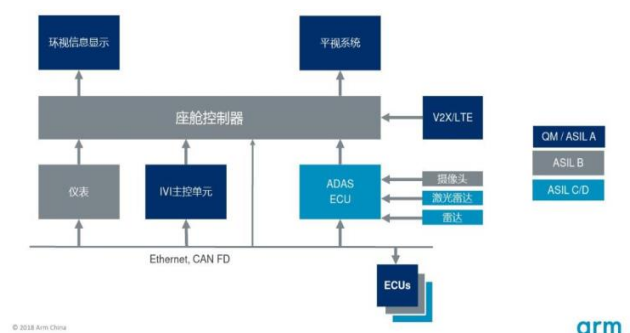 环视信息显示
平视系统
座舱控制器
V2X/LTE
QM / ASIL A
ASIL B
ASIL C/D
仪表
IVI主控单元
ADAS
ECU
摄像头
激光雷达
雷达
Ethernet, CAN FD
ECUs
© 2018 Arm China
arm